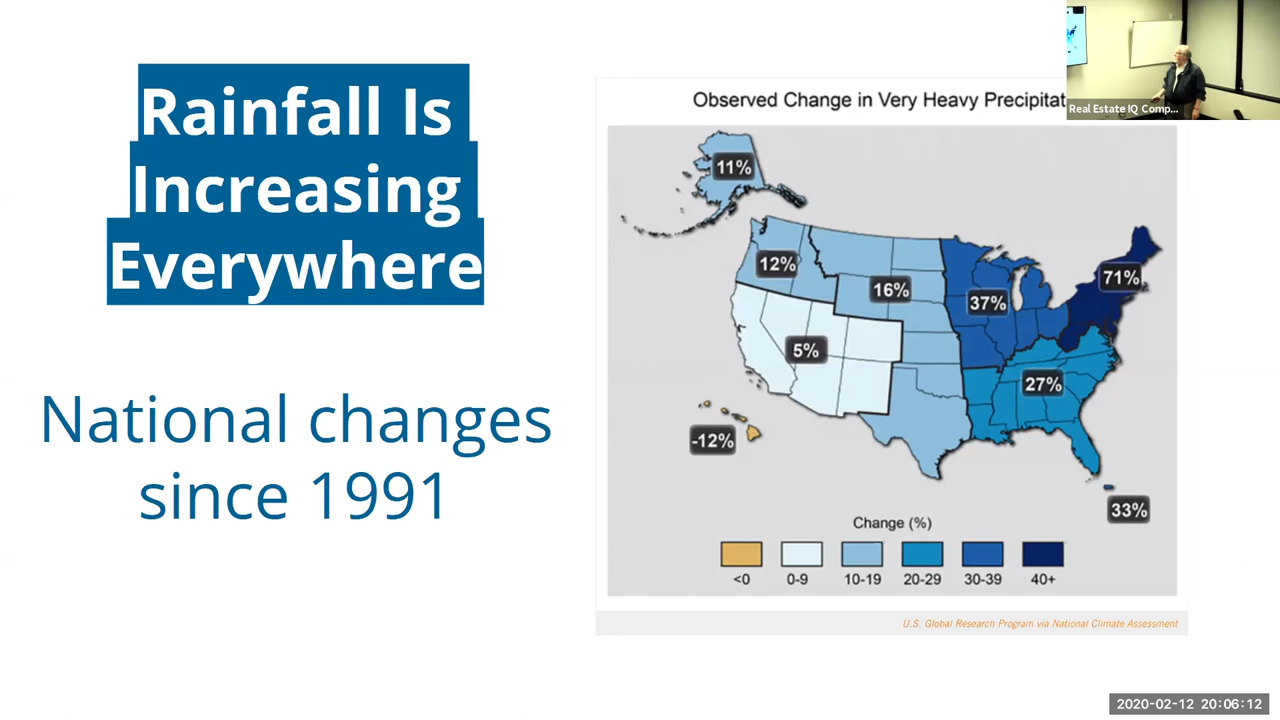 Rainfall Is
Increasing
Everywhere
National changes
since 1991
Observed Change in Very Heavy
11%
12%
16%
37%
71%
5%
27%
-12%
33%
Change (%)
<0 0-9 10-19 20-29 30-39 40+
U.S. Global Research Program via National Climate Assessment
Real Estate IQ Comp...
2020-02-12 20:06:12